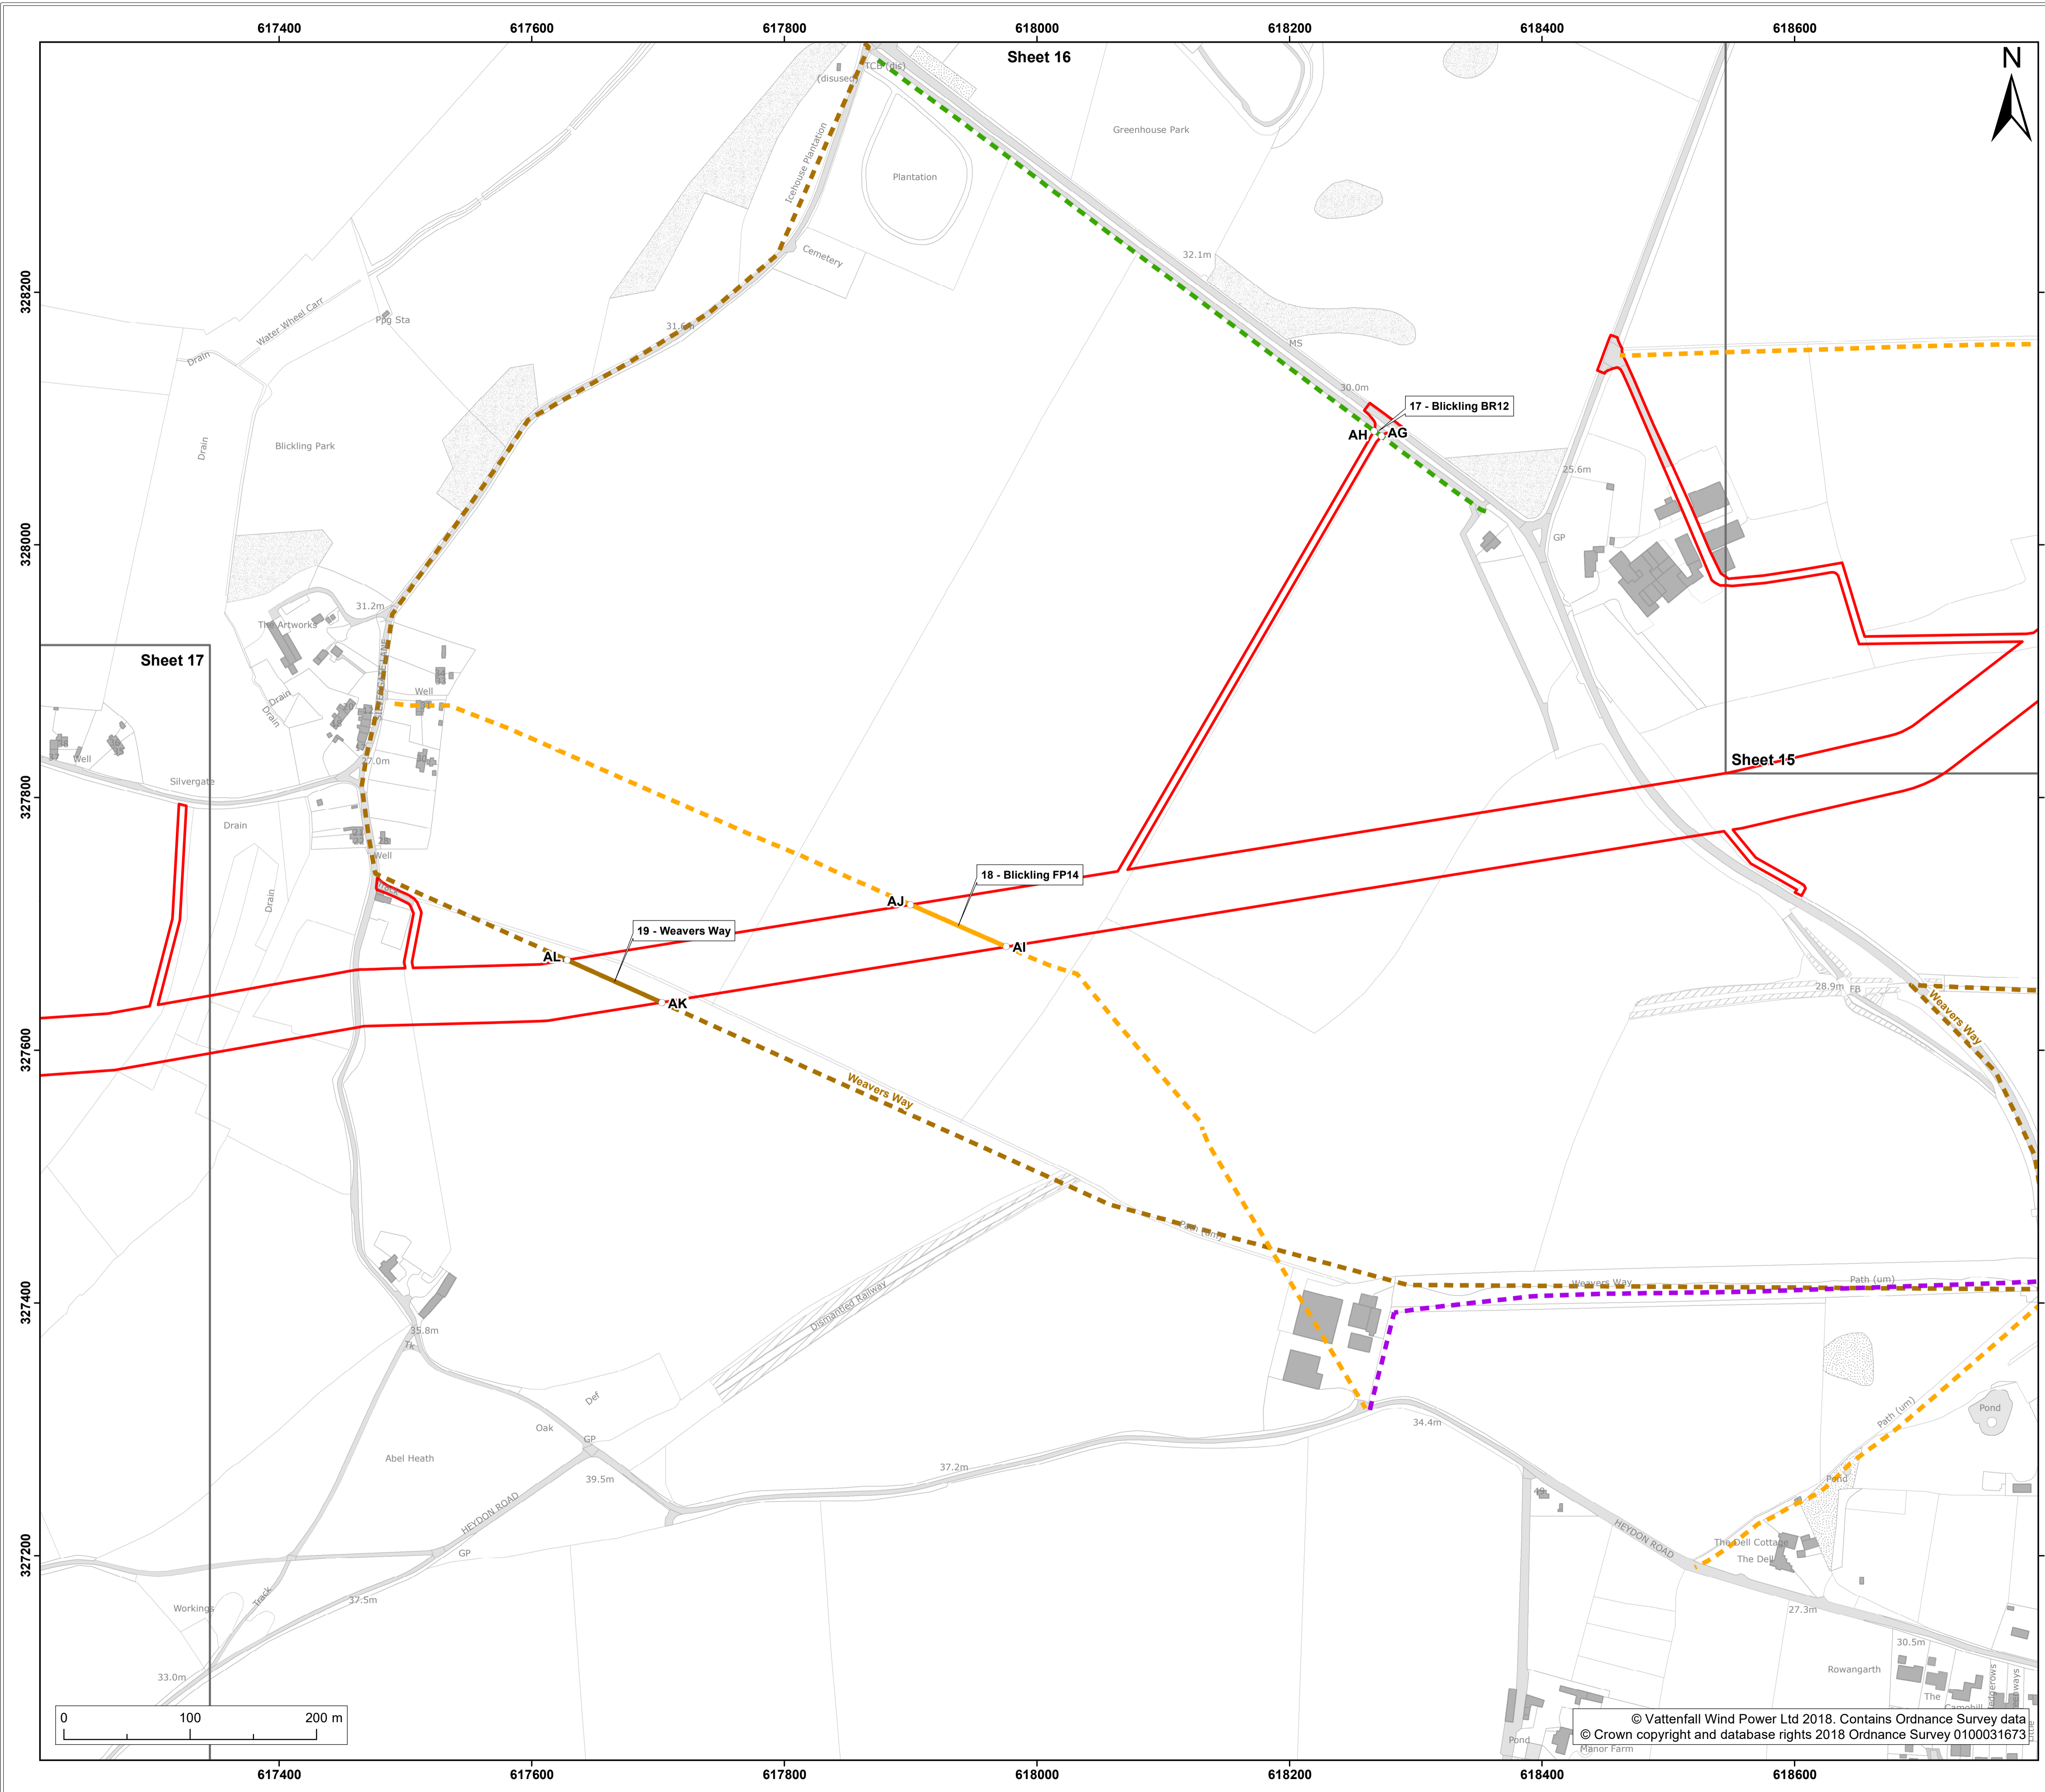 617400
617600
617800
618000
618200
618400
618600
Sheet 16
N
TCB (dis)
(disused)
Icehouse Plantation
Plantation
Greenhouse Park
Cemetery
32.1m
328200
Water Wheel Carr
Ppg Sta
Drain
31.6m
MS
30.0m
17 - Blickling BR12
AH
AG
Drain
Blickling Park
25.6m
328000
GP
31.2m
The Artworks
Sheet 17
Drain
Drain
Well
Well
27.0m
Silvergate
Sheet 15
327800
Drain
Well
Track
18 - Blickling FP14
AJ
Drain
19 - Weavers Way
AI
AL
AK
28.9m
FB
Weavers Way
327600
Weavers Way
Path (um)
Weavers Way
Path (um)
327400
Dismantled Railway
35.8m
Tk
Def
Oak
GP
Path (um)
Pond
34.4m
Abel Heath
37.2m
39.5m
Pond
49
HEYDON ROAD
HEYDON ROAD
GP
The Dell Cottage
The Dell
327200
Track
Workings
37.5m
27.3m
30.5m
33.0m
Rowangarth
The
0
100
200 m
Pond
Manor Farm
© Vattenfall Wind Power Ltd 2018. Contains Ordnance Survey data
© Crown copyright and database rights 2018 Ordnance Survey 0100031673
617400
617600
617800
618000
618200
618400
618600